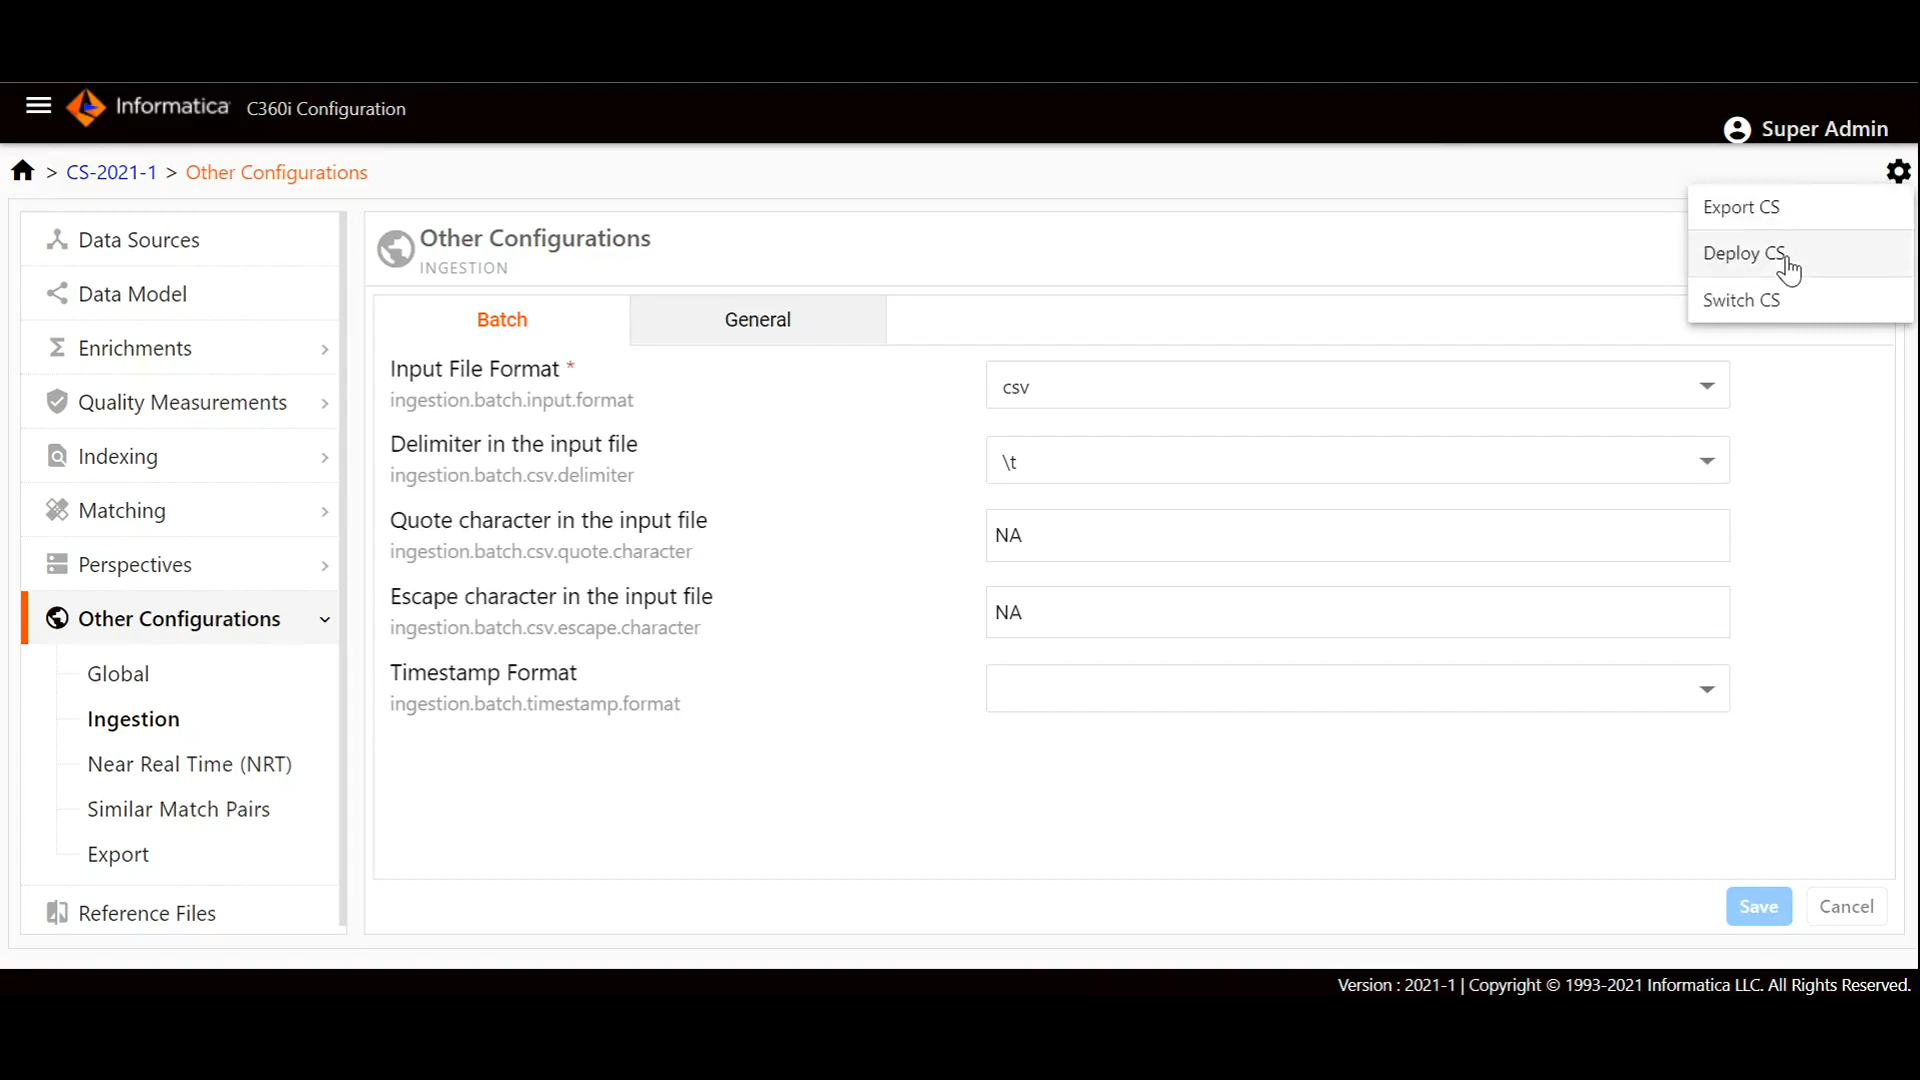 Informatica C360i Configuration
Super Admin
> CS-2021-1 > Other Configurations
Export CS
Deploy CS
Switch CS
Data Sources
Data Model
Enrichments
Quality Measurements
Indexing
Matching
Perspectives
Other Configurations
Global
Ingestion
Near Real Time (NRT)
Similar Match Pairs
Export
Reference Files
Other Configurations
INGESTION
Batch
General
Input File Format *
ingestion.batch.input.format
csv
Delimiter in the input file
ingestion.batch.csv.delimiter
\t
Quote character in the input file
ingestion.batch.csv.quote.character
NA
Escape character in the input file
ingestion.batch.csv.escape.character
NA
Timestamp Format
ingestion.batch.timestamp.format
Save
Cancel
Version : 2021-1 | Copyright © 1993-2021 Informatica LLC. All Rights Reserved.